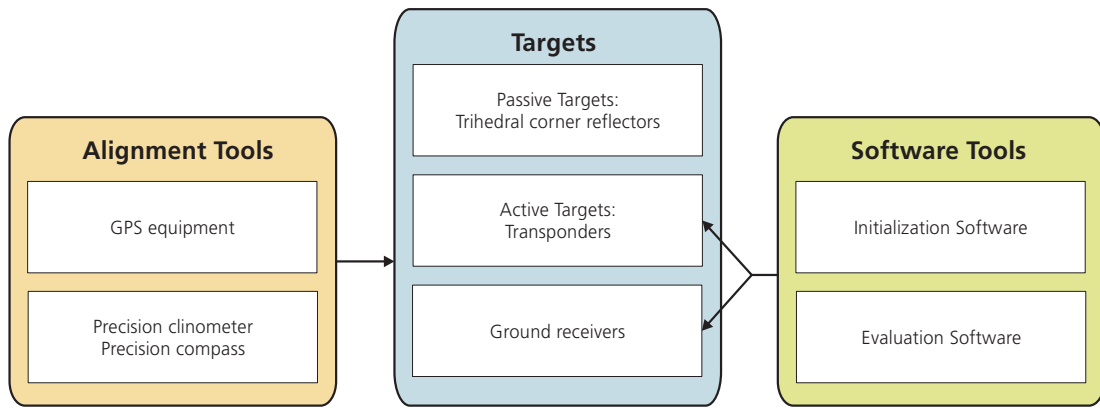 Alignment Tools
GPS equipment
Precision clinometer
Precision compass
Targets
Passive Targets:
Trihedral corner reflectors
Active Targets:
Transponders
Ground receivers
Software Tools
Initialization Software
Evaluation Software